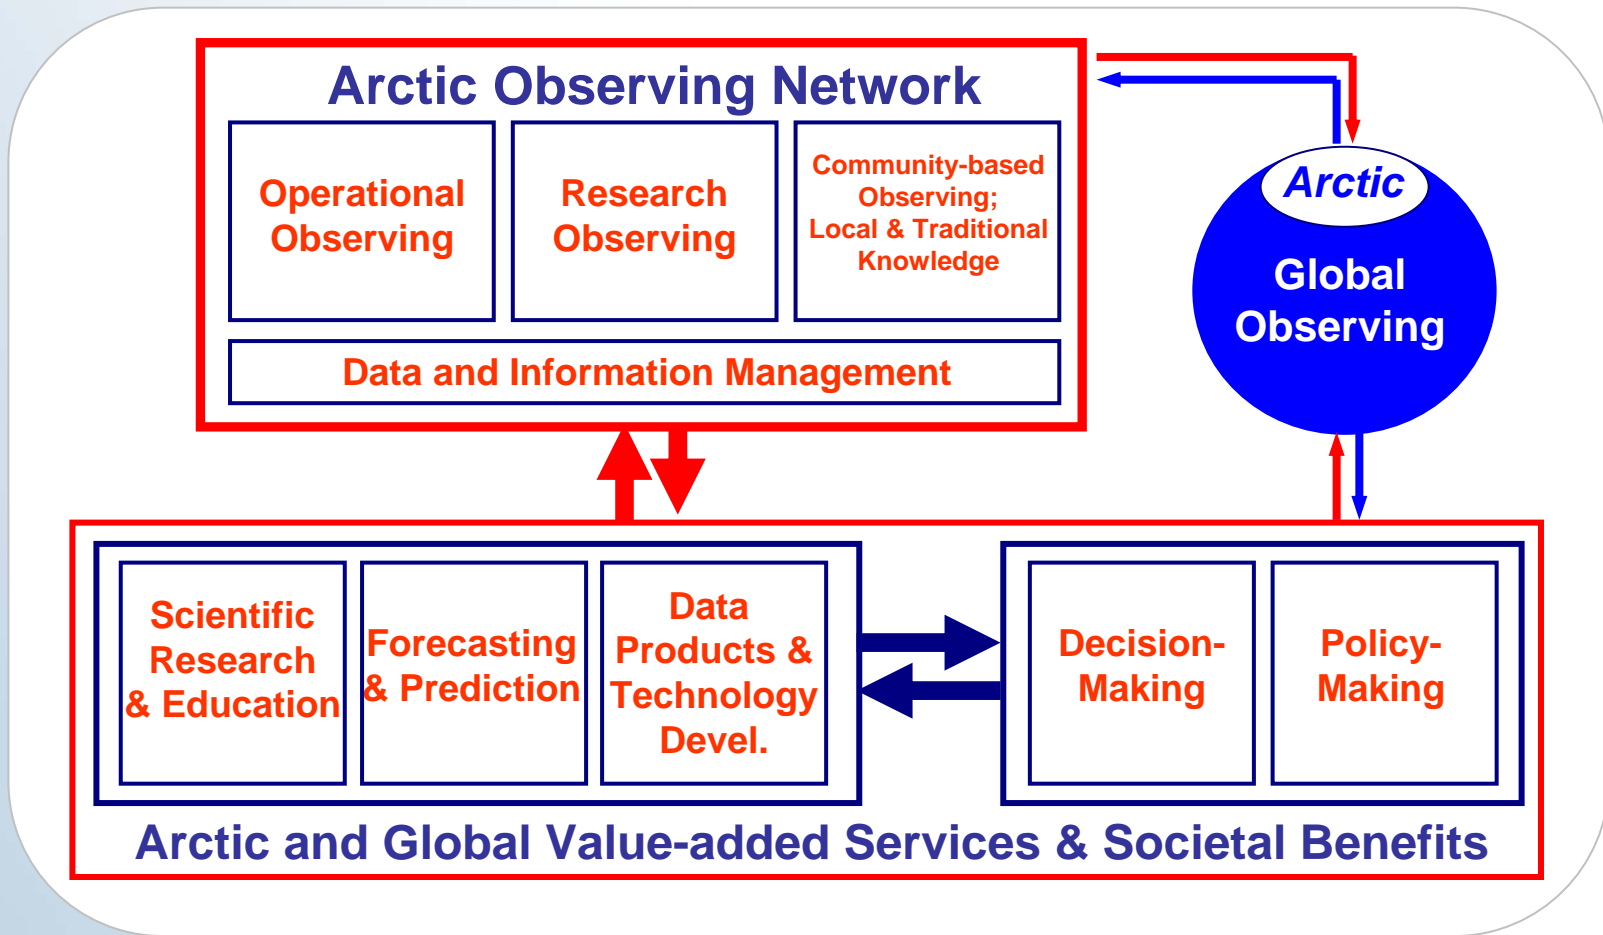 Arctic Observing Network
Operational
Observing
Research
Observing
Community-based
Observing;
Local & Traditional
Knowledge
Data and Information Management
Arctic
Global
Observing
Scientific
Research
& Education
Forecasting
& Prediction
Data
Products &
Technology
Devel.
Decision-
Making
Policy-
Making
Arctic and Global Value-added Services & Societal Benefits